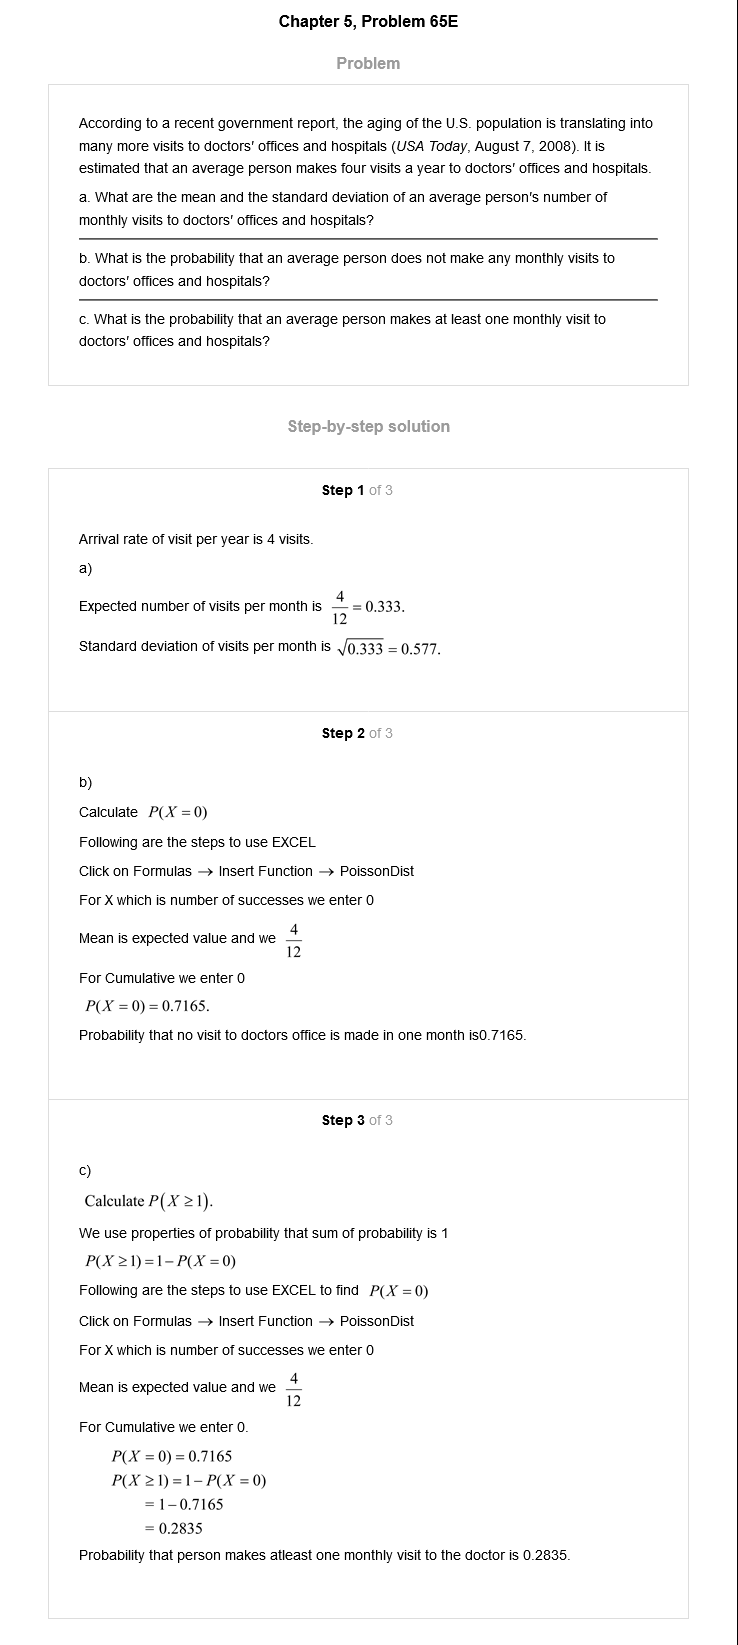 Chapter 5, Problem 65E
Problem
According to a recent government report, the aging of the U.S. population is translating into
many more visits to doctors' offices and hospitals (USA Today, August 7, 2008). It is
estimated that an average person makes four visits a year to doctors' offices and hospitals.
a. What are the mean and the standard deviation of an average person's number of
monthly visits to doctors' offices and hospitals?
b. What is the probability that an average person does not make any monthly visits to
doctors' offices and hospitals?
c. What is the probability that an average person makes at least one monthly visit to
doctors' offices and hospitals?
Step-by-step solution
Step 1 of 3
Arrival rate of visit per year is 4 visits.
a)
Expected number of visits per month is 4/12 = 0.333.
Standard deviation of visits per month is √0.333 = 0.577.
Step 2 of 3
b)
Calculate P(X = 0)
Following are the steps to use EXCEL
Click on Formulas → Insert Function → PoissonDist
For X which is number of successes we enter 0
Mean is expected value and we 4/12
For Cumulative we enter 0
P(X = 0) = 0.7165.
Probability that no visit to doctors office is made in one month is0.7165.
Step 3 of 3
c)
Calculate P(X ≥ 1).
We use properties of probability that sum of probability is 1
P(X ≥ 1) = 1 – P(X = 0)
Following are the steps to use EXCEL to find P(X = 0)
Click on Formulas → Insert Function → PoissonDist
For X which is number of successes we enter 0
Mean is expected value and we 4/12
For Cumulative we enter 0.
P(X = 0) = 0.7165
P(X ≥ 1) = 1 – P(X = 0)
= 1 – 0.7165
= 0.2835
Probability that person makes atleast one monthly visit to the doctor is 0.2835.